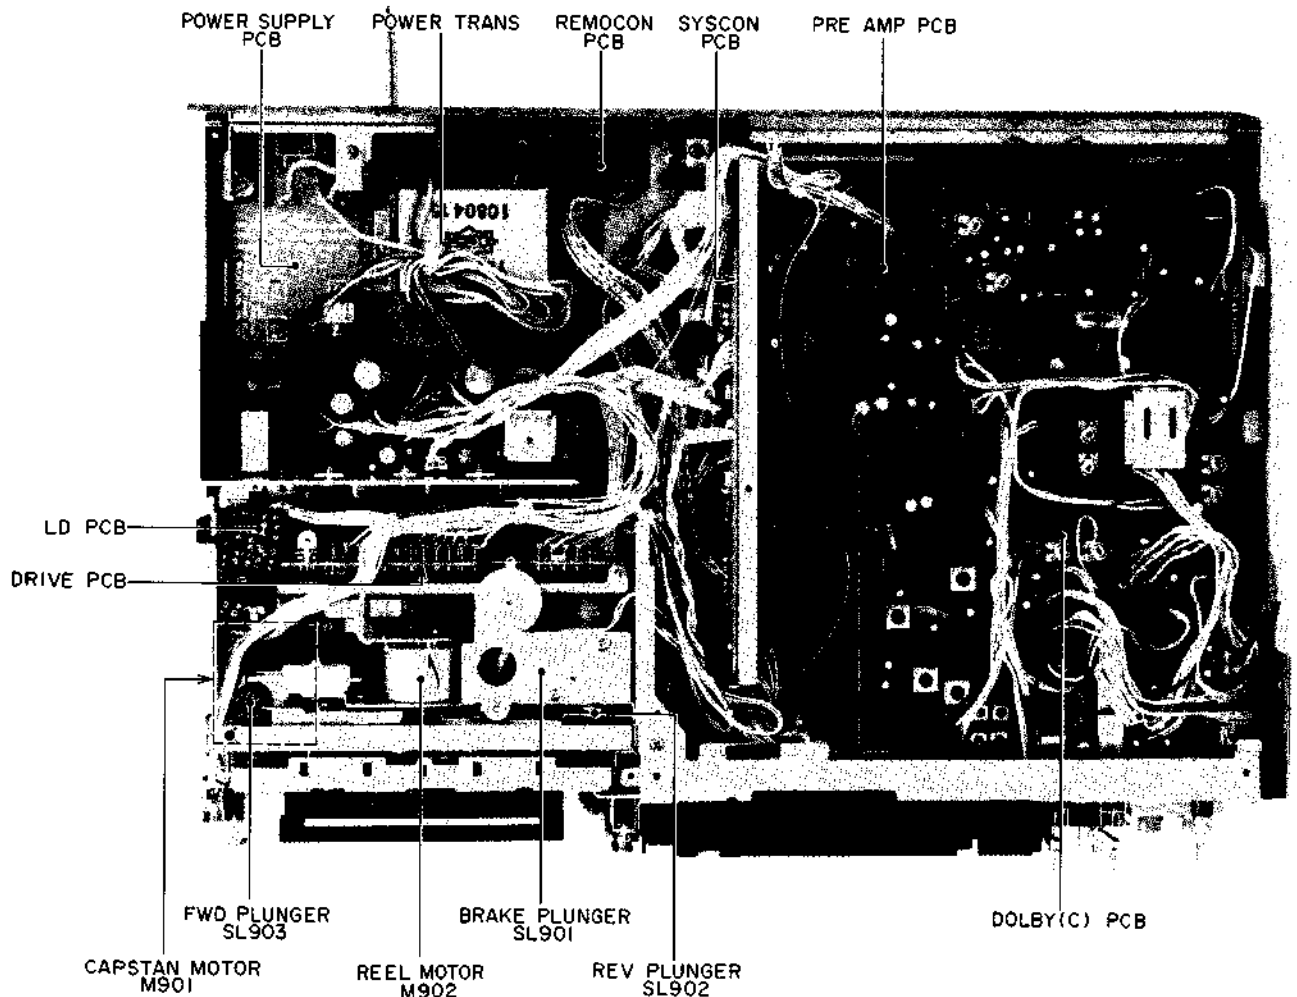 POWER SUPPLY
PCB
POWER TRANS
REMOCON
PCB
SYSCON
PCB
PRE AMP PCB
1080413
LD PCB
DRIVE PCB
FWD PLUNGER
SL903
BRAKE PLUNGER
SL901
DOLBY(C) PCB
CAPSTAN MOTOR
M901
REEL MOTOR
M902
REV PLUNGER
SL902